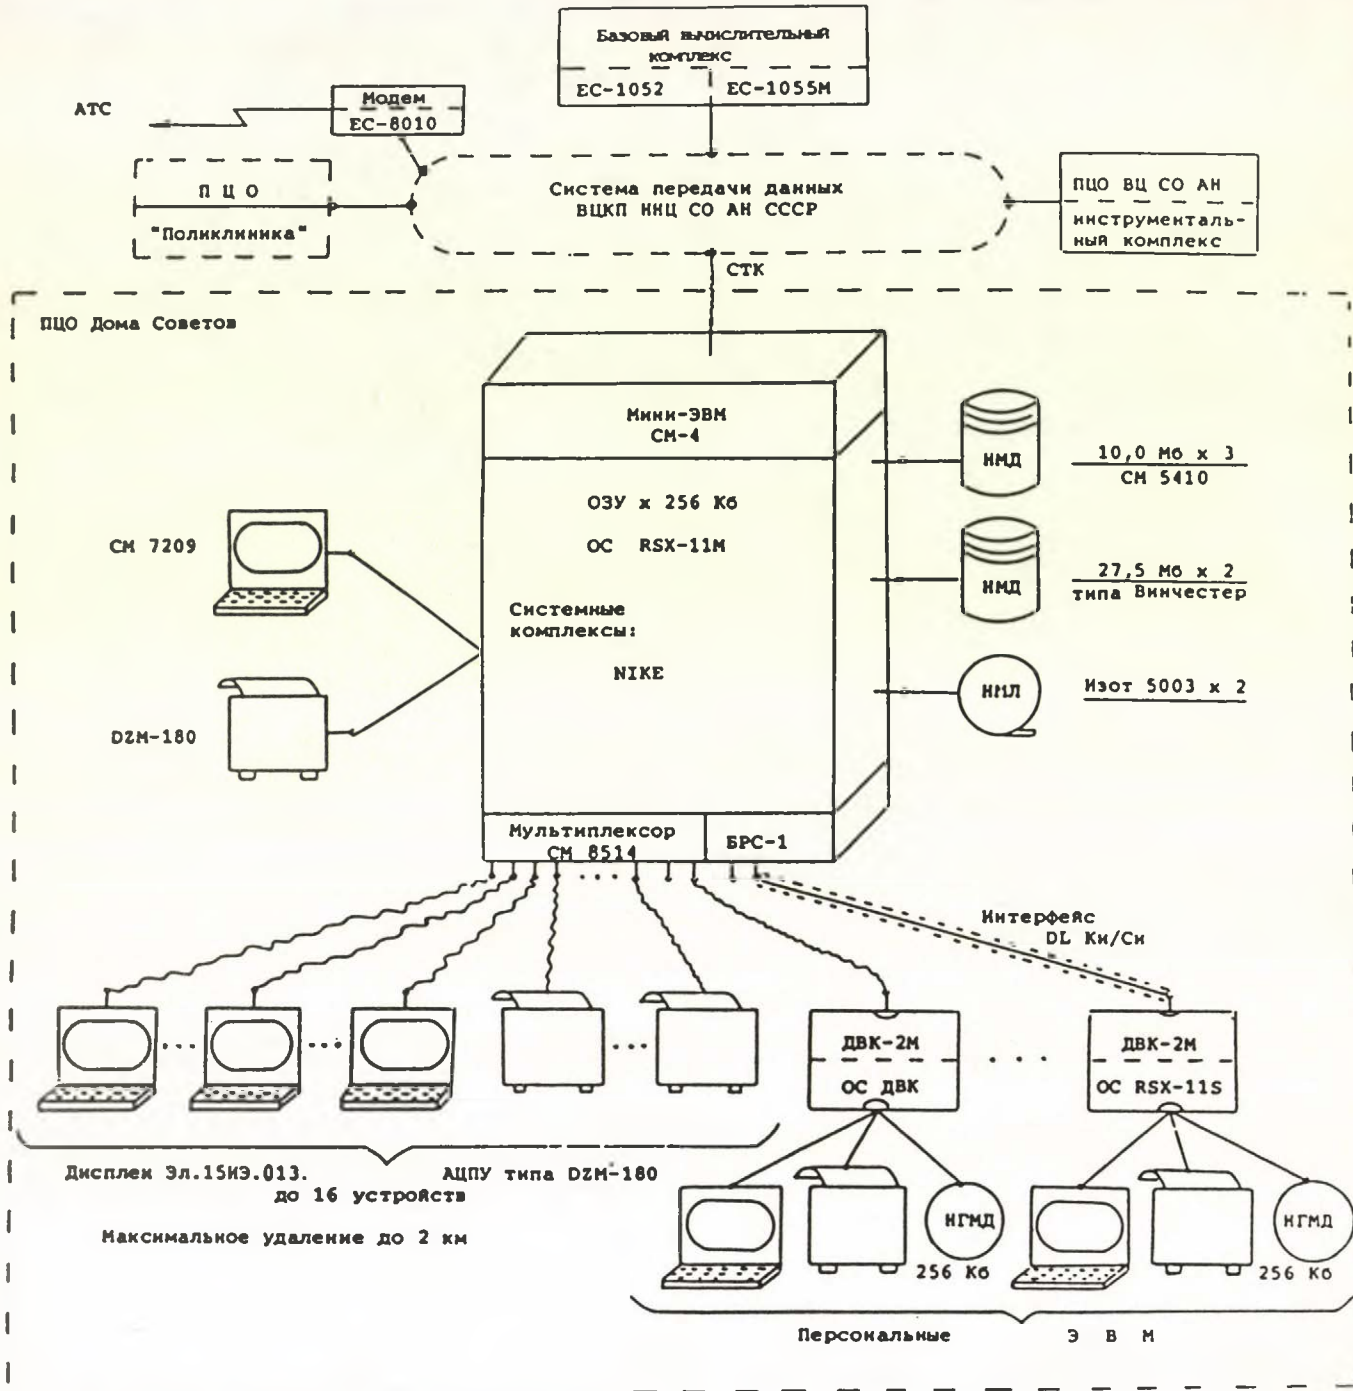 Базовый вычислительный
комплекс
ЕС-1052
ЕС-1055М
АТС
Модем
ЕС-8010
П Ц О
"Поликлиника"
Система передачи данных
ВЦКП ННЦ СО АН СССР
ПЦО ВЦ СО АН
инструменталь-
ный комплекс
СТК
ПЦО Дома Советов
Мини-ЭВМ
СМ-4
ОЗУ х 256 Кб
ОС RSX-11М
Системные
комплексы:
NIKE
СМ 7209
DZM-180
НМД
10,0 Мб х 3
СМ 5410
НМД
27,5 Мб х 2
типа Винчестер
НМЛ
Изот 5003 х 2
Мультиплексор
СМ 8514
БРС-1
Интерфейс
DL Кн/Сн
ДВК-2М
ОС ДВК
ДВК-2М
ОС RSX-11S
Дисплеи Эл.15ИЭ.013.
АЦПУ типа DZM-180
до 16 устройств
Максимальное удаление до 2 км
НГМД
256 Кб
НГМД
256 Кб
Персональные Э В М